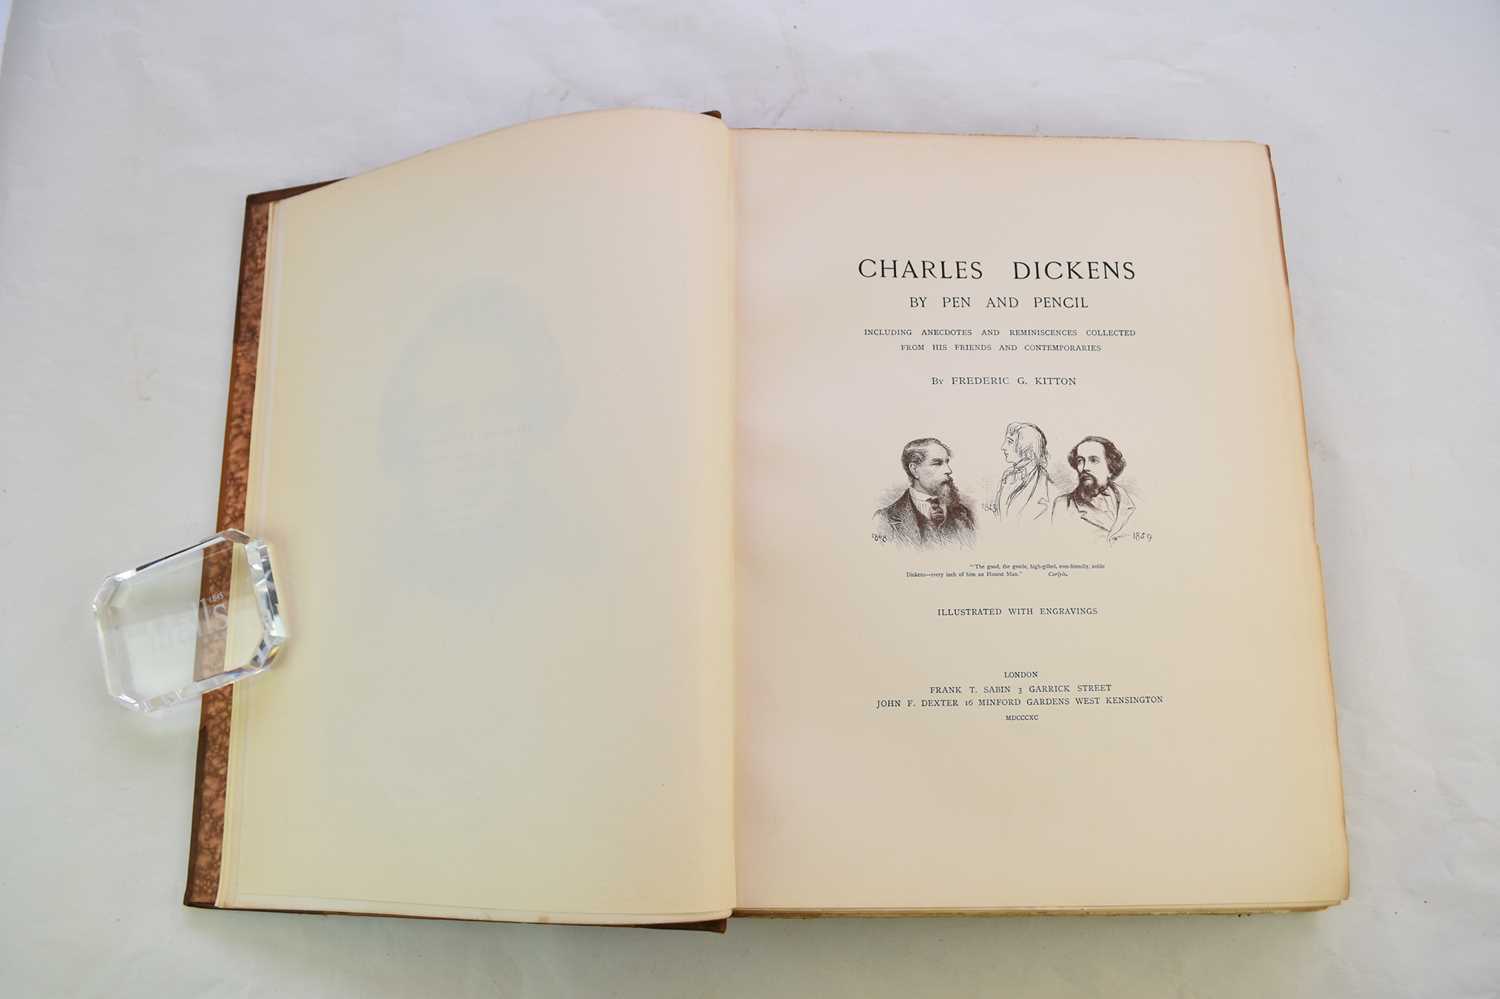 CHARLES DICKENS
BY PEN AND PENCIL
INCLUDING ANECDOTES AND REMINISCENCES COLLECTED
FROM HIS FRIENDS AND CONTEMPORARIES
By FREDERIC G. KITTON
1868
1859
"The good, the gentle, high-gifted, ever-friendly, noble
Dickens—every inch of him an Honest Man." Carlyle.
ILLUSTRATED WITH ENGRAVINGS
LONDON
FRANK T. SABIN 3 GARRICK STREET
JOHN F. DEXTER 16 MINFORD GARDENS WEST KENSINGTON
MDCCCXC